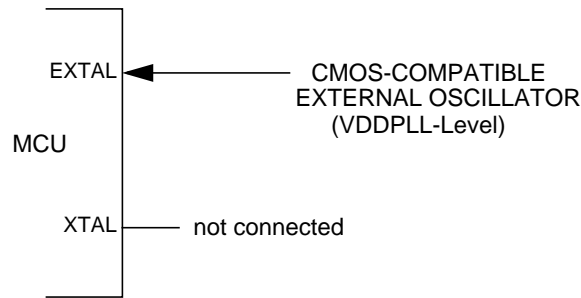 EXTAL
CMOS-COMPATIBLE
EXTERNAL OSCILLATOR
(VDDPLL-Level)
MCU
XTAL
not connected